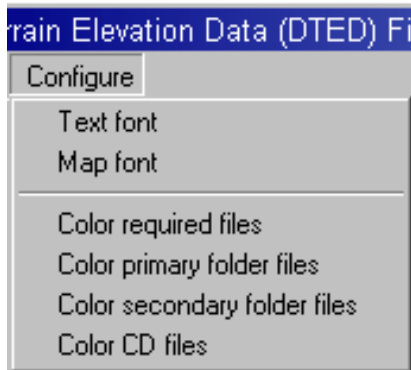 rrain Elevation Data (DTED) Fi
Configure
Text font
Map font
Color required files
Color primary folder files
Color secondary folder files
Color CD files